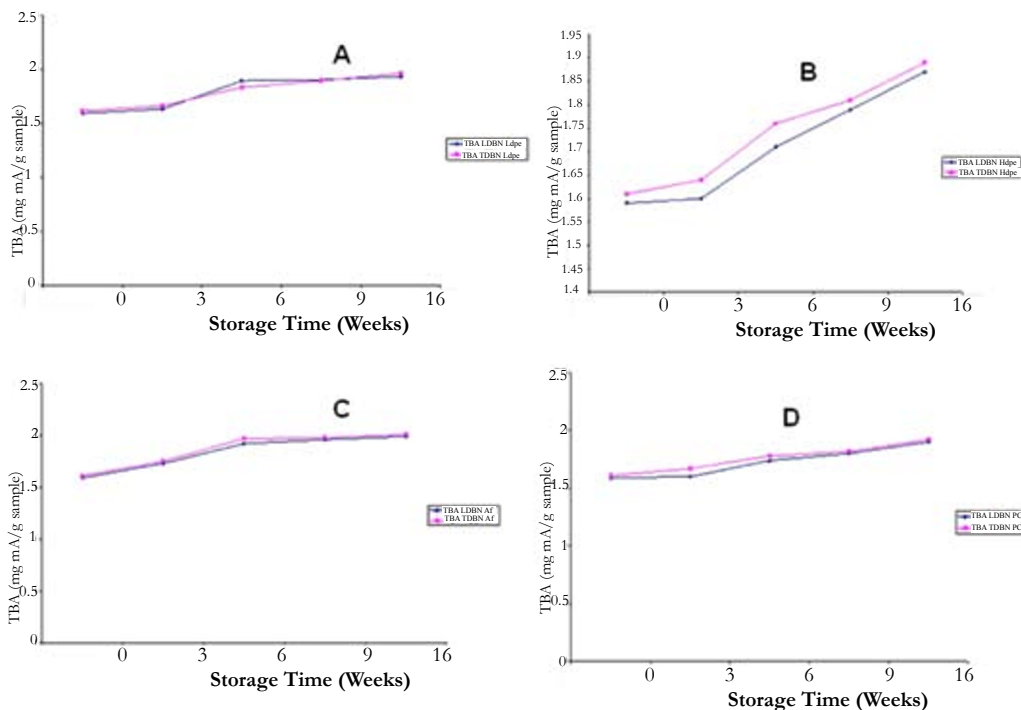 A
TBA (mg mA/g sample)
2.5
2
1.5
1
0.5
0
0 3 6 9 16
Storage Time (Weeks)
TBA LDBN Ldpe
TBA TDBN Ldpe
B
TBA (mg mA/g sample)
1.95
1.9
1.85
1.8
1.75
1.7
1.65
1.6
1.55
1.5
1.45
1.4
0 3 6 9 16
Storage Time (Weeks)
TBA LDBN Hdpe
TBA TDBN Hdpe
C
TBA (mg mA/g sample)
2.5
2
1.5
1
0.5
0
0 3 6 9 16
Storage Time (Weeks)
TBA LDBN Af
TBA TDBN Af
D
TBA (mg mA/g sample)
2.5
2
1.5
1
0.5
0
0 3 6 9 16
Storage Time (Weeks)
TBA LDBN PC
TBA TDBN PC